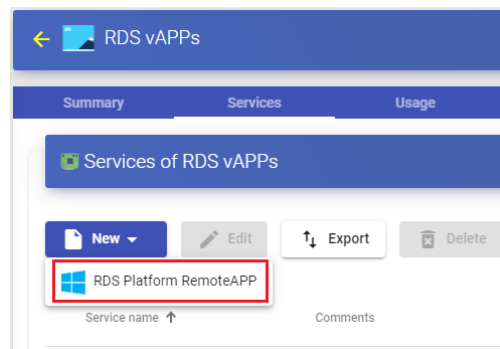 RDS vAPPs
Summary Services Usage
Services of RDS vAPPs
New Edit Export Delete
RDS Platform RemoteAPP
Service name Comments